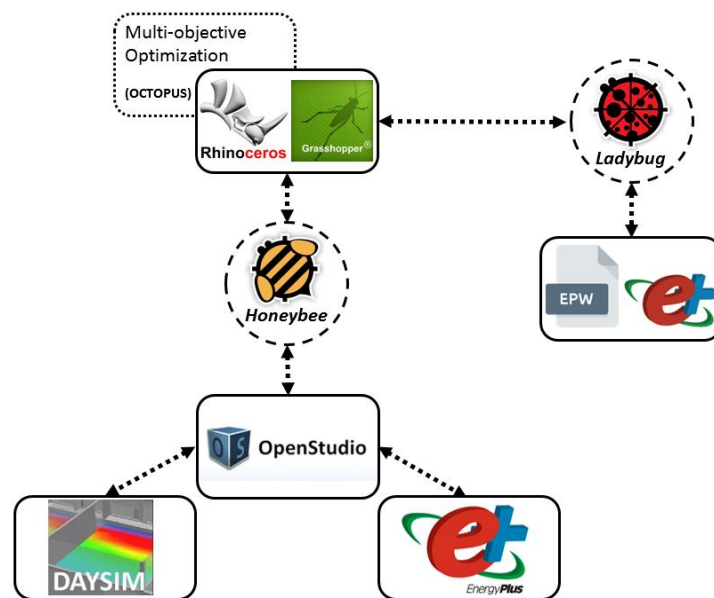 Multi-objective
Optimization
(OCTOPUS)
Rhinoceros
Grasshopper®
Ladybug
EPW
e+
Honeybee
OS OpenStudio
DAYSIM
e+
EnergyPlus